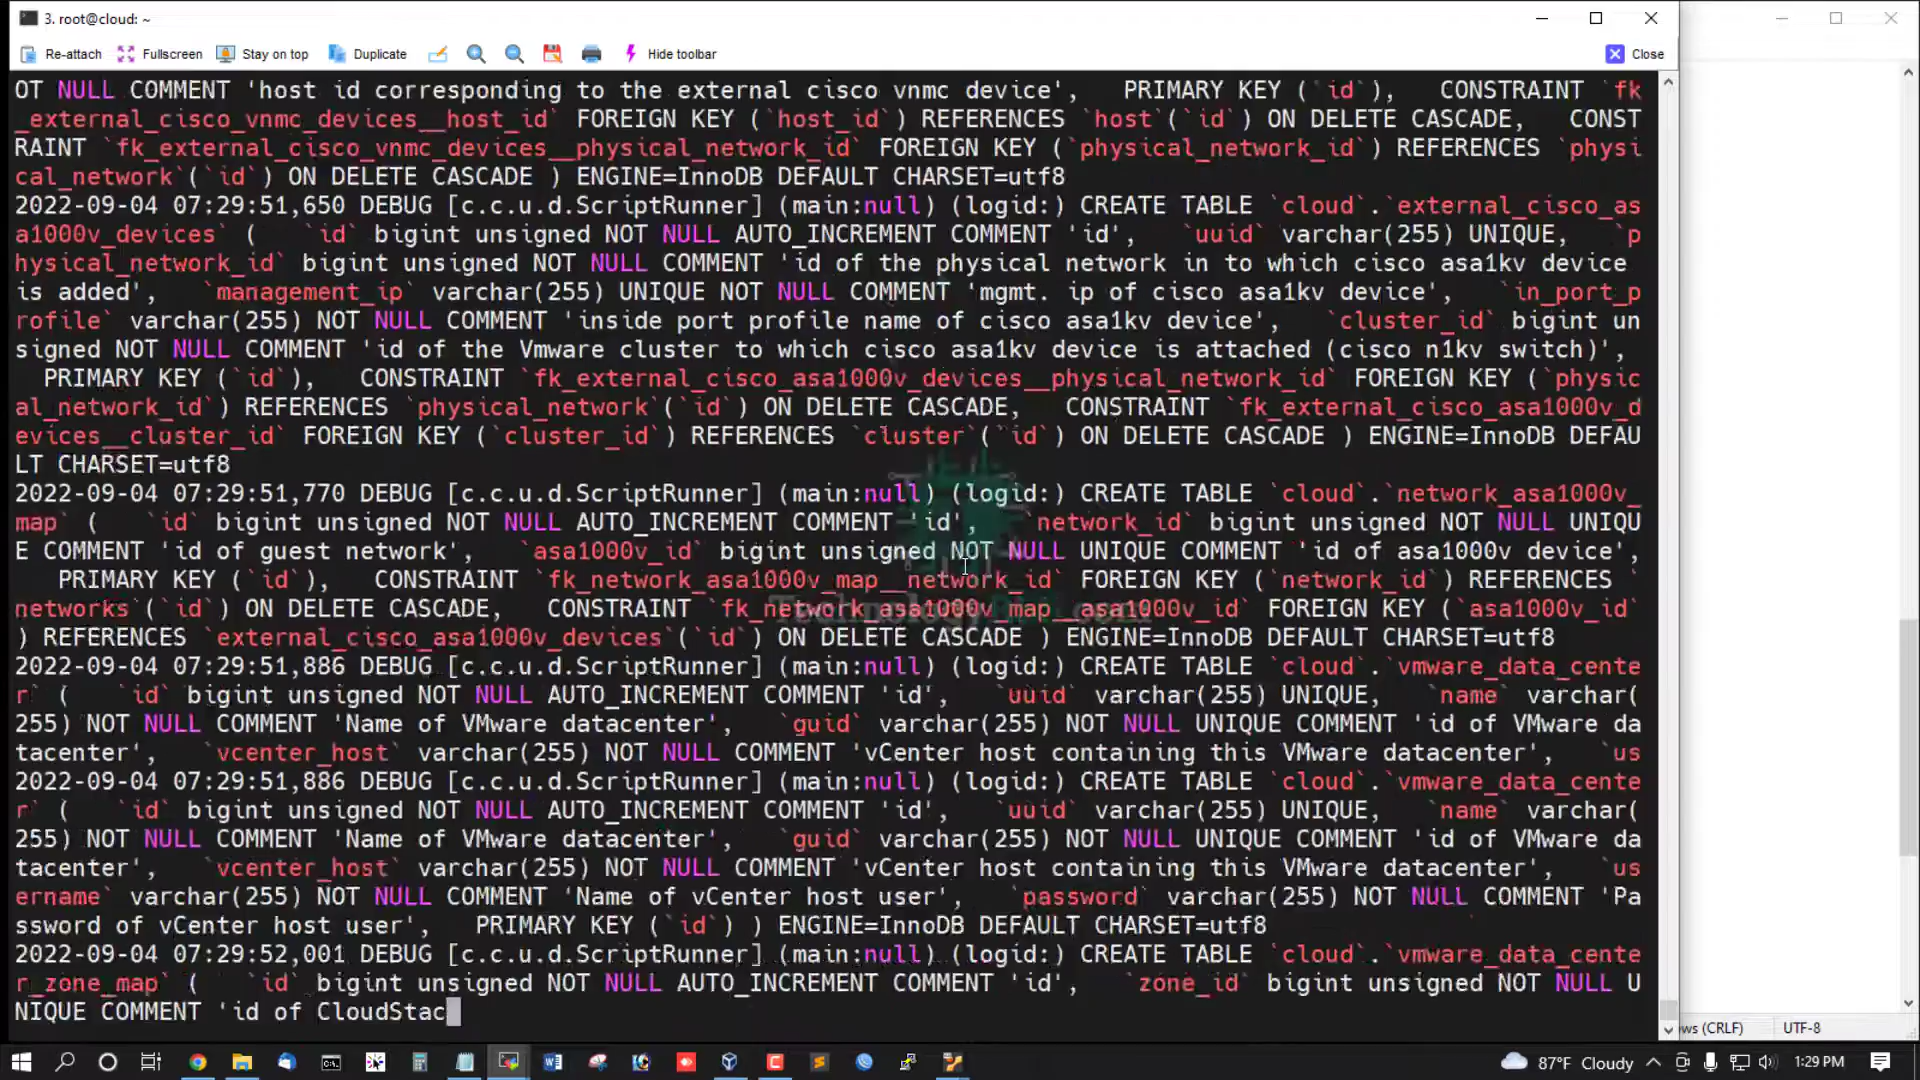 3. root@cloud: ~
Re-attach Fullscreen Stay on top Duplicate Hide toolbar Close
OT NULL COMMENT 'host id corresponding to the external cisco vnmc device',   PRIMARY KEY (`id`),   CONSTRAINT `fk
_external_cisco_vnmc_devices__host_id` FOREIGN KEY (`host_id`) REFERENCES `host`(`id`) ON DELETE CASCADE,   CONST
RAINT `fk_external_cisco_vnmc_devices__physical_network_id` FOREIGN KEY (`physical_network_id`) REFERENCES `physi
cal_network`(`id`) ON DELETE CASCADE ) ENGINE=InnoDB DEFAULT CHARSET=utf8
2022-09-04 07:29:51,650 DEBUG [c.c.u.d.ScriptRunner] (main:null) (logid:) CREATE TABLE `cloud`.`external_cisco_as
a1000v_devices` (   `id` bigint unsigned NOT NULL AUTO_INCREMENT COMMENT 'id',   `uuid` varchar(255) UNIQUE,   `p
hysical_network_id` bigint unsigned NOT NULL COMMENT 'id of the physical network in to which cisco asa1kv device
is added',   `management_ip` varchar(255) UNIQUE NOT NULL COMMENT 'mgmt. ip of cisco asa1kv device',   `in_port_p
rofile` varchar(255) NOT NULL COMMENT 'inside port profile name of cisco asa1kv device',   `cluster_id` bigint un
signed NOT NULL COMMENT 'id of the Vmware cluster to which cisco asa1kv device is attached (cisco n1kv switch)',
  PRIMARY KEY (`id`),   CONSTRAINT `fk_external_cisco_asa1000v_devices__physical_network_id` FOREIGN KEY (`physic
al_network_id`) REFERENCES `physical_network`(`id`) ON DELETE CASCADE,   CONSTRAINT `fk_external_cisco_asa1000v_d
evices__cluster_id` FOREIGN KEY (`cluster_id`) REFERENCES `cluster`(`id`) ON DELETE CASCADE ) ENGINE=InnoDB DEFAU
LT CHARSET=utf8
2022-09-04 07:29:51,770 DEBUG [c.c.u.d.ScriptRunner] (main:null) (logid:) CREATE TABLE `cloud`.`network_asa1000v_
map` (   `id` bigint unsigned NOT NULL AUTO_INCREMENT COMMENT 'id',   `network_id` bigint unsigned NOT NULL UNIQU
E COMMENT 'id of guest network',   `asa1000v_id` bigint unsigned NOT NULL UNIQUE COMMENT 'id of asa1000v device',
   PRIMARY KEY (`id`),   CONSTRAINT `fk_network_asa1000v_map__network_id` FOREIGN KEY (`network_id`) REFERENCES `
networks`(`id`) ON DELETE CASCADE,   CONSTRAINT `fk_network_asa1000v_map__asa1000v_id` FOREIGN KEY (`asa1000v_id`
) REFERENCES `external_cisco_asa1000v_devices`(`id`) ON DELETE CASCADE ) ENGINE=InnoDB DEFAULT CHARSET=utf8
2022-09-04 07:29:51,886 DEBUG [c.c.u.d.ScriptRunner] (main:null) (logid:) CREATE TABLE `cloud`.`vmware_data_cente
r` (   `id` bigint unsigned NOT NULL AUTO_INCREMENT COMMENT 'id',   `uuid` varchar(255) UNIQUE,   `name` varchar(
255) NOT NULL COMMENT 'Name of VMware datacenter',   `guid` varchar(255) NOT NULL UNIQUE COMMENT 'id of VMware da
tacenter',   `vcenter_host` varchar(255) NOT NULL COMMENT 'vCenter host containing this VMware datacenter',   `us
2022-09-04 07:29:51,886 DEBUG [c.c.u.d.ScriptRunner] (main:null) (logid:) CREATE TABLE `cloud`.`vmware_data_cente
r` (   `id` bigint unsigned NOT NULL AUTO_INCREMENT COMMENT 'id',   `uuid` varchar(255) UNIQUE,   `name` varchar(
255) NOT NULL COMMENT 'Name of VMware datacenter',   `guid` varchar(255) NOT NULL UNIQUE COMMENT 'id of VMware da
tacenter',   `vcenter_host` varchar(255) NOT NULL COMMENT 'vCenter host containing this VMware datacenter',   `us
ername` varchar(255) NOT NULL COMMENT 'Name of vCenter host user',   `password` varchar(255) NOT NULL COMMENT 'Pa
ssword of vCenter host user',   PRIMARY KEY (`id`) ) ENGINE=InnoDB DEFAULT CHARSET=utf8
2022-09-04 07:29:52,001 DEBUG [c.c.u.d.ScriptRunner] (main:null) (logid:) CREATE TABLE `cloud`.`vmware_data_cente
r_zone_map` (   `id` bigint unsigned NOT NULL AUTO_INCREMENT COMMENT 'id',   `zone_id` bigint unsigned NOT NULL U
NIQUE COMMENT 'id of CloudStac
ws (CRLF) UTF-8
87°F Cloudy 1:29 PM